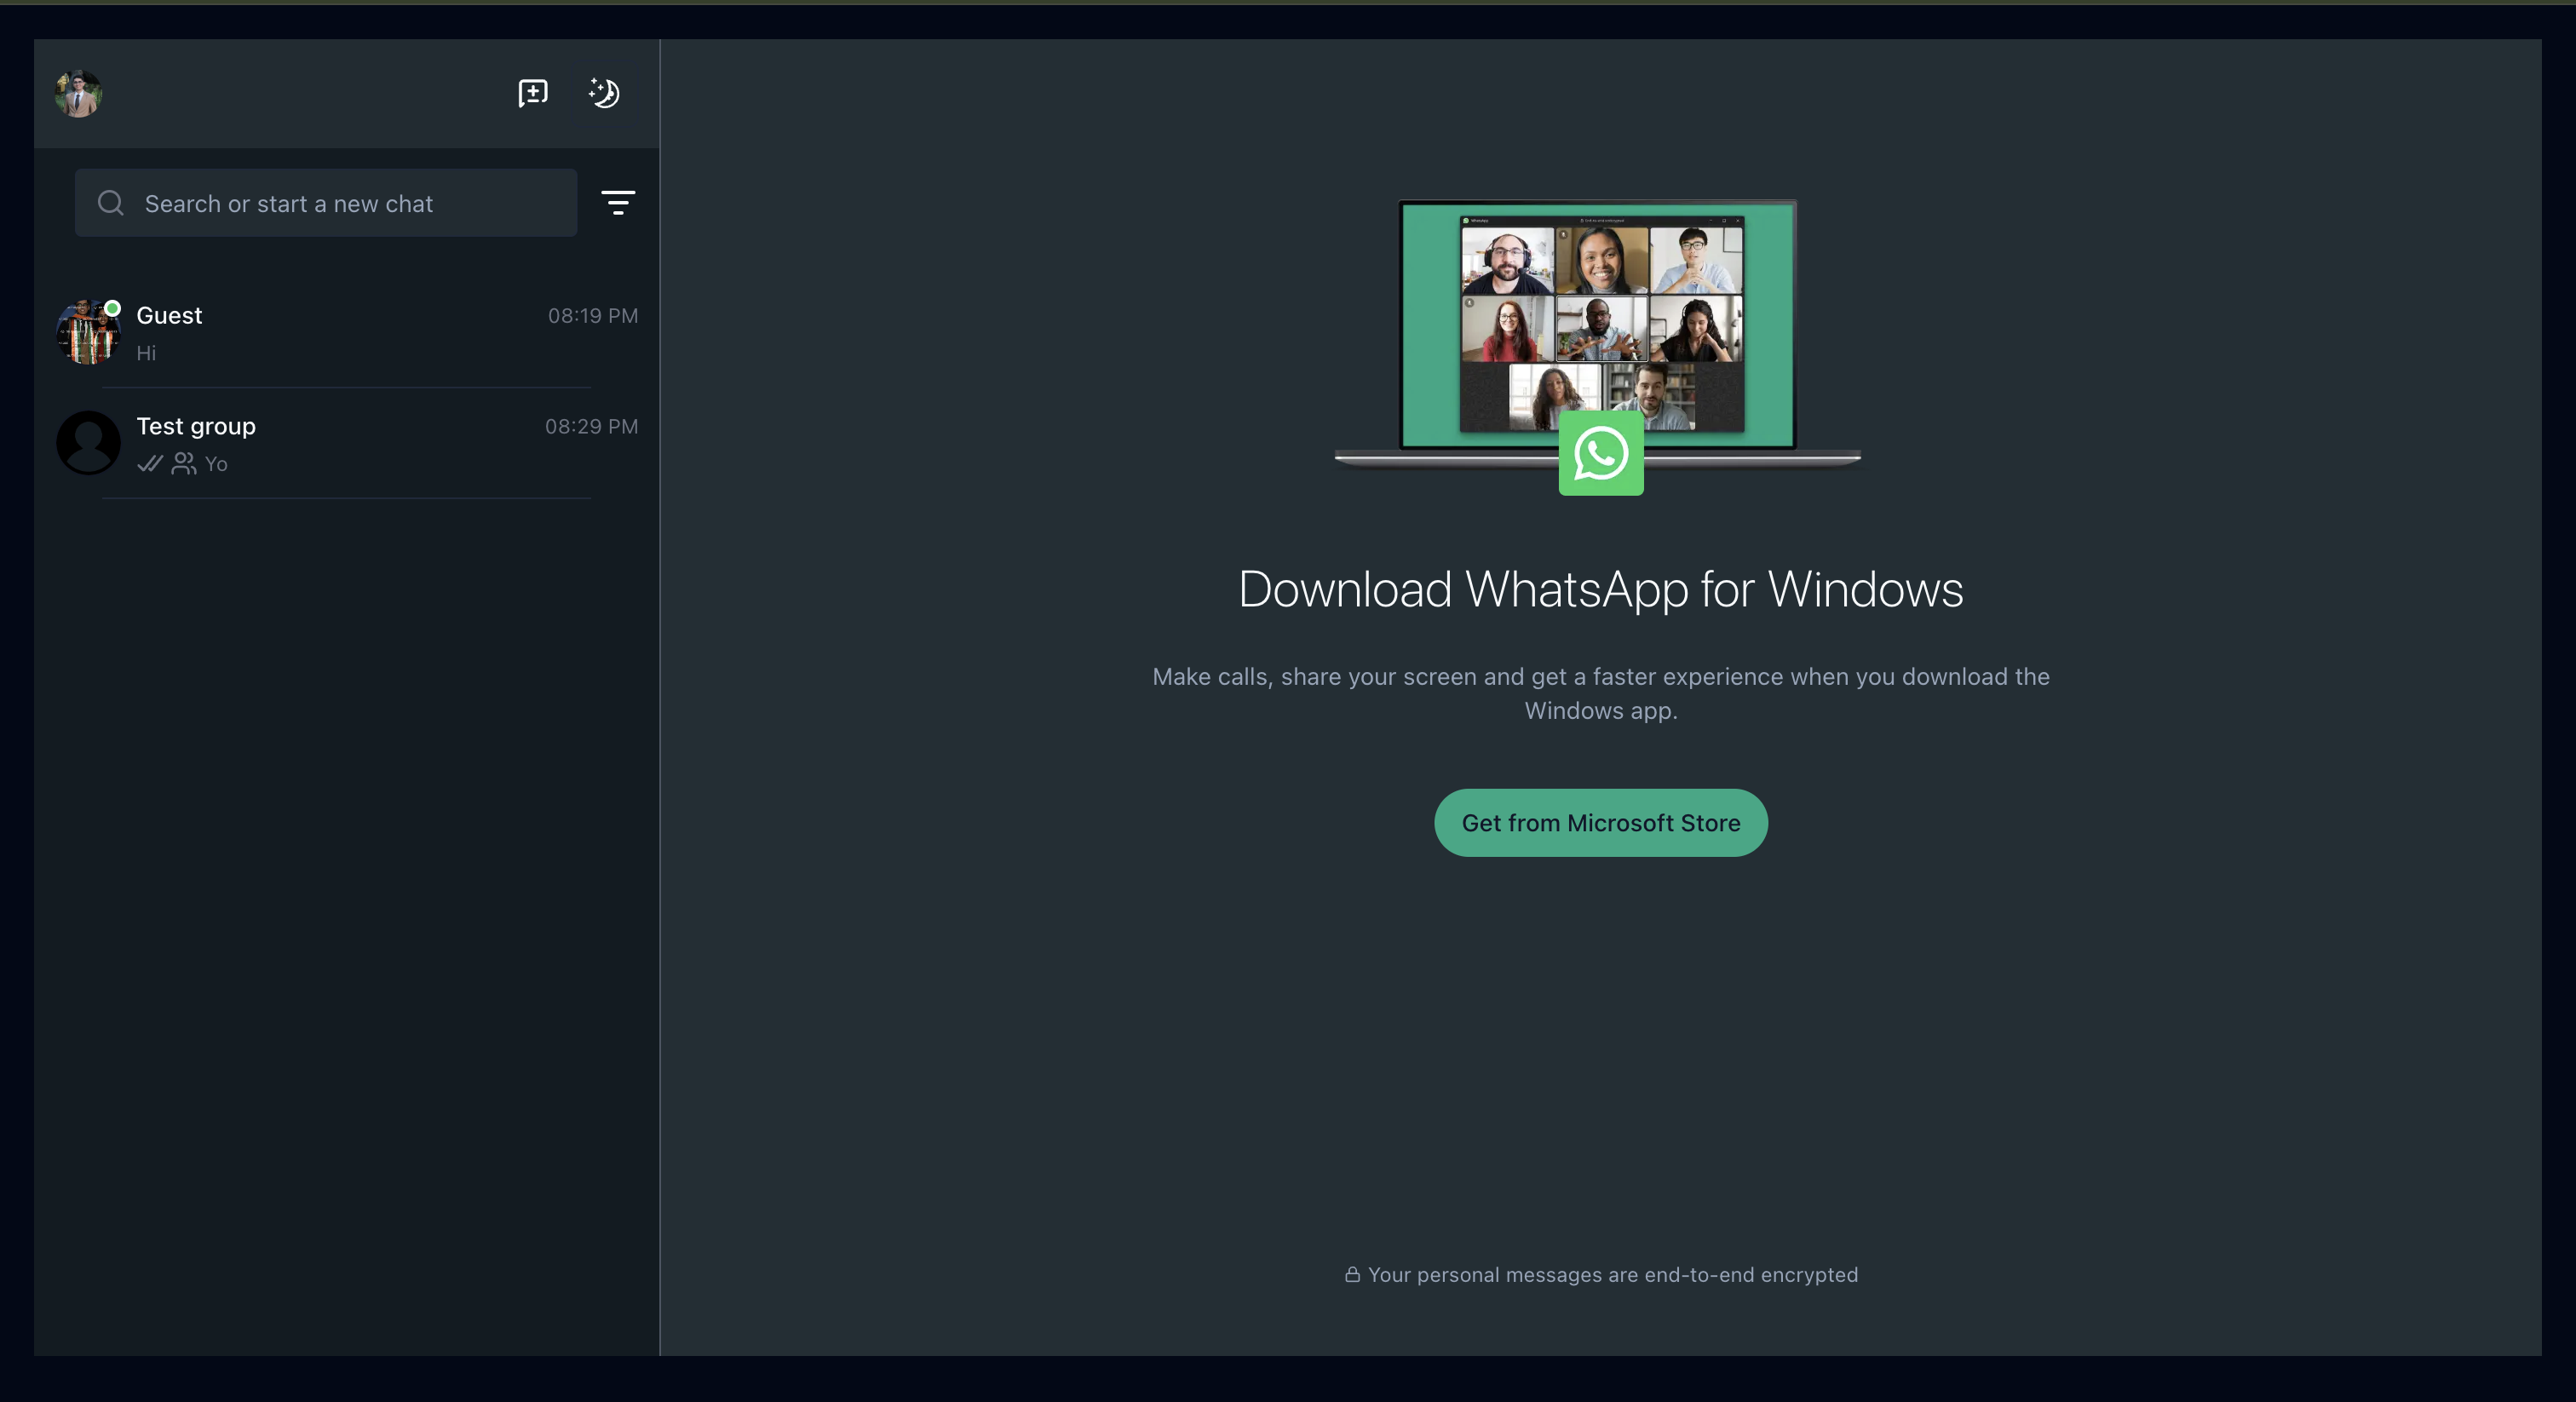 Search or start a new chat
Guest
08:19 PM
Hi
Test group
08:29 PM
Yo
WhatsApp
Download WhatsApp for Windows
Make calls, share your screen and get a faster experience when you download the
Windows app.
Get from Microsoft Store
Your personal messages are end-to-end encrypted